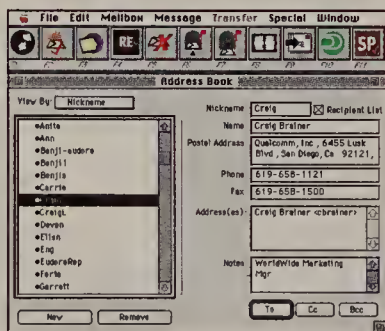 File Edit Mailbox Message Transfer Special Window
RE
SP
Address Book
View By: Nickname
Anita
Ann
Benji-eudora
Benji1
Benjis
Carrie
CraigL
Devon
Ellen
Eng
EudoraRep
Forte
Garrett
New Remove
Nickname Craig Recipient List
Name Craig Brainer
Postal Address Qualcomm, Inc , 6455 Lusk
Blvd , San Diego, Ca 92121,
Phone 619-658-1121
Fax 619-658-1500
Address(es): Craig Brainer <cbrainer>
Notes WorldWide Marketing
Mgr
To Cc Bcc